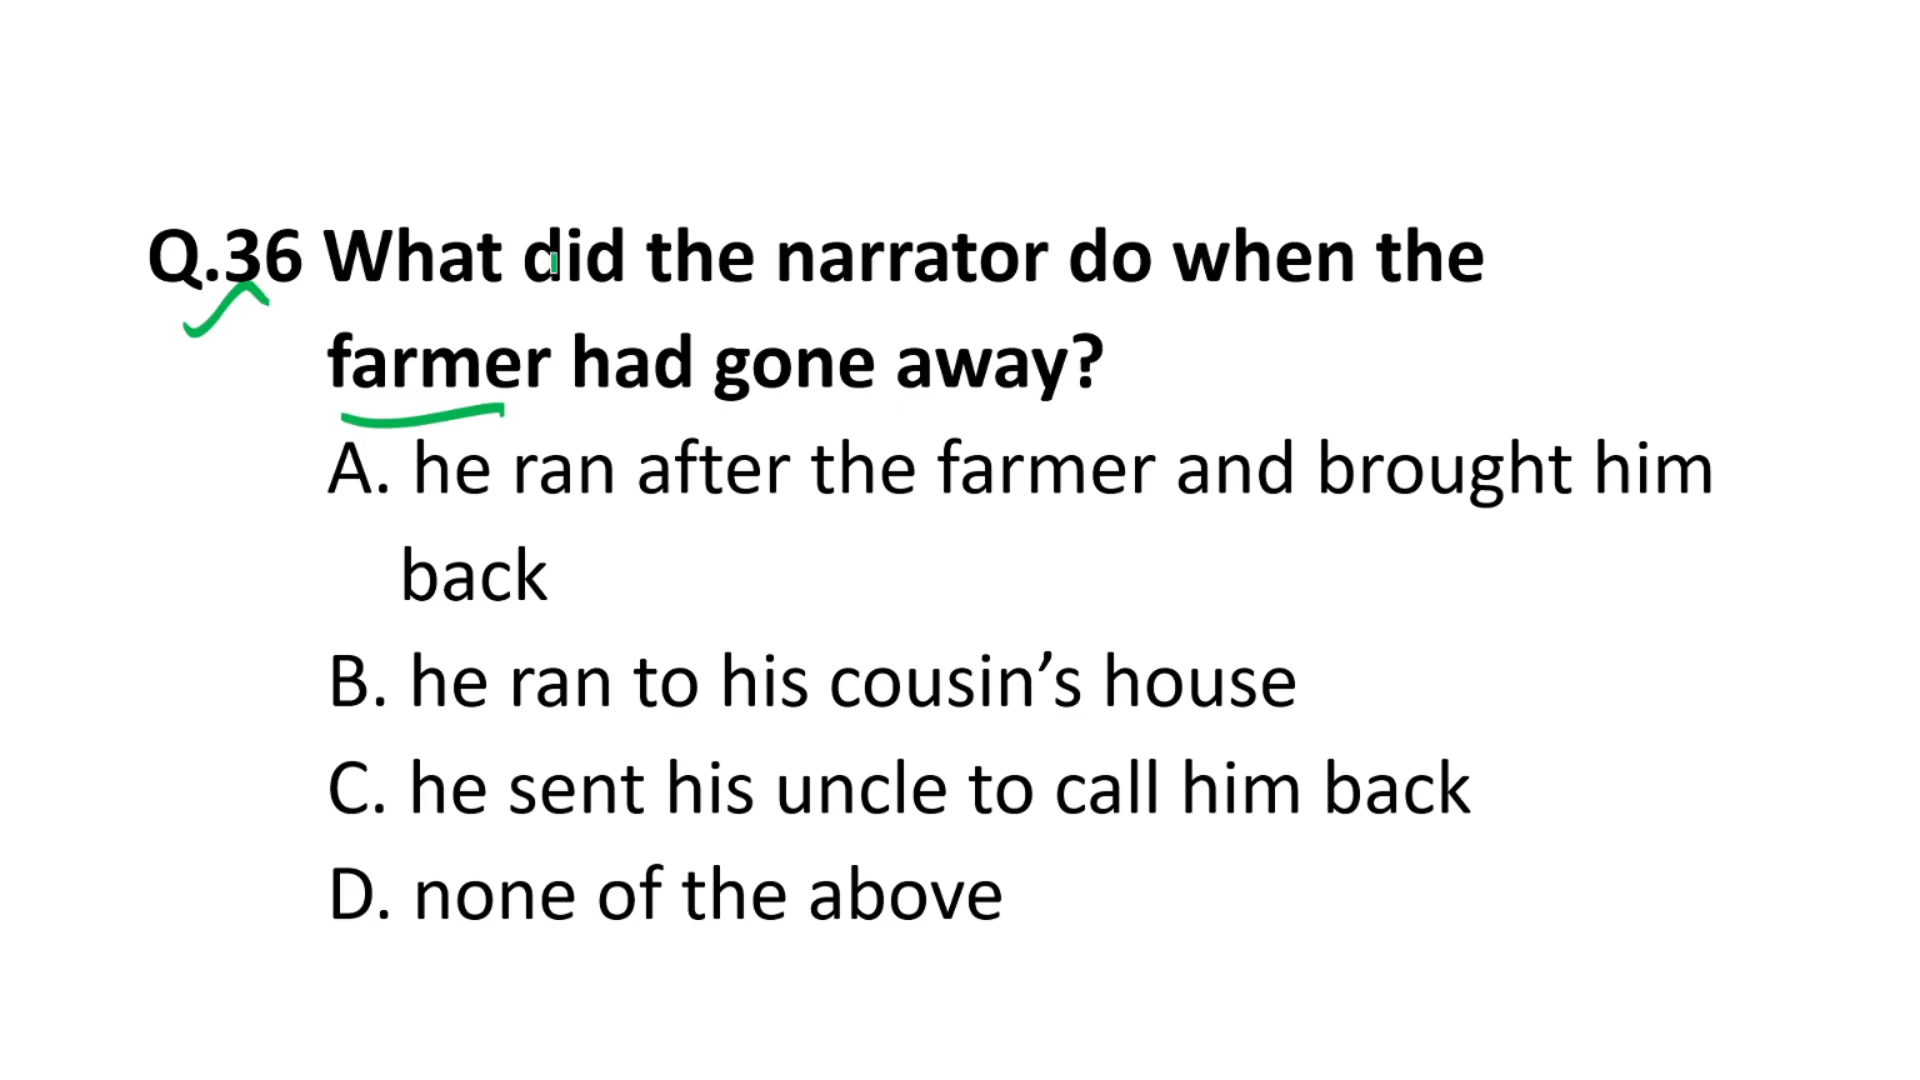 Q.36 What did the narrator do when the
farmer had gone away?
A. he ran after the farmer and brought him
back
B. he ran to his cousin’s house
C. he sent his uncle to call him back
D. none of the above